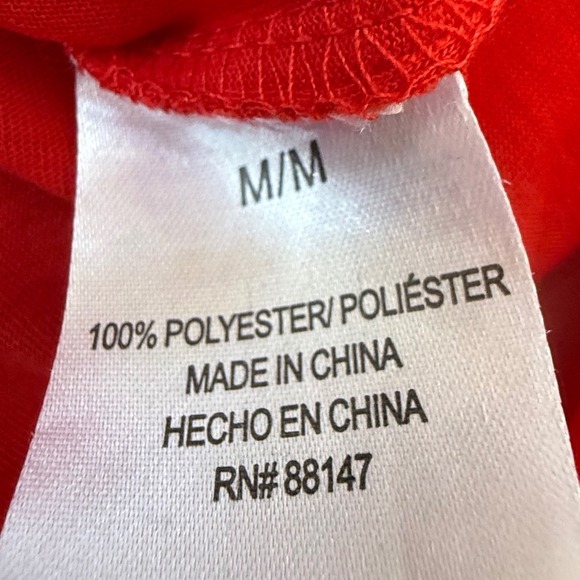 M/M
100% POLYESTER/ POLIÉSTER
MADE IN CHINA
HECHO EN CHINA
RN# 88147